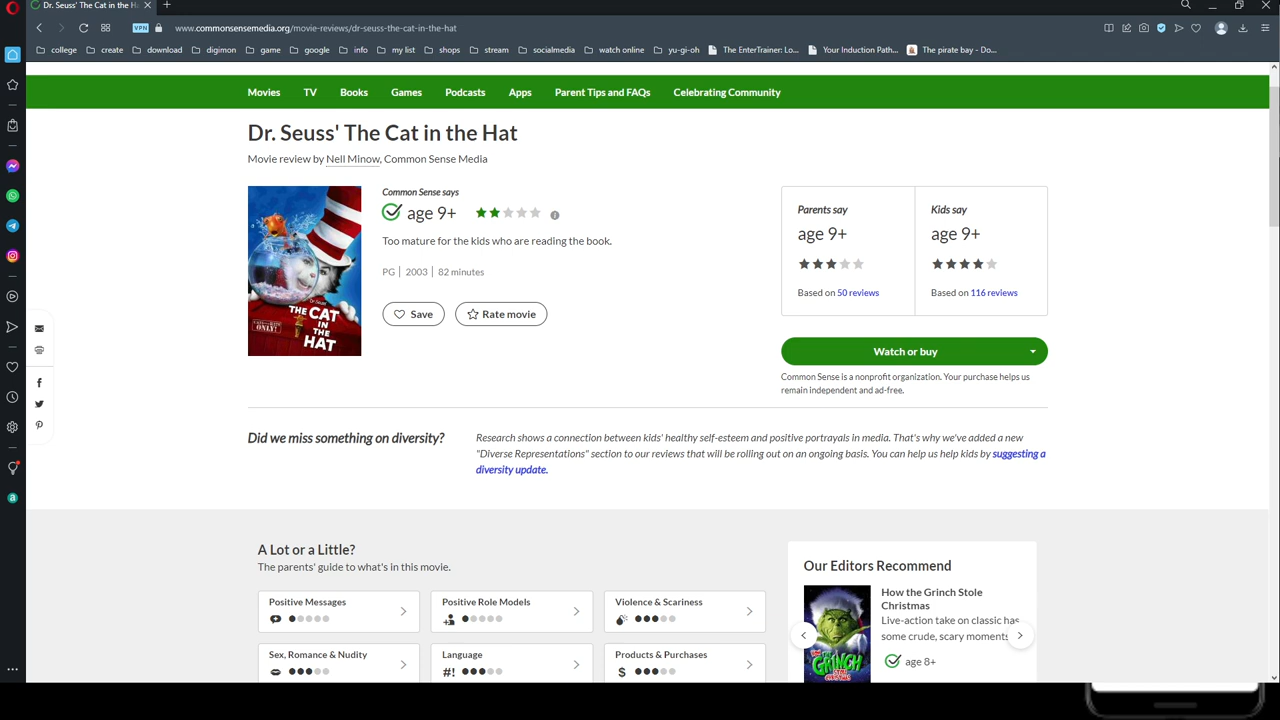 Dr. Seuss' The Cat in the H
VPN
www.commonsensemedia.org/movie-reviews/dr-seuss-the-cat-in-the-hat
college
create
download
digimon
game
google
info
my list
shops
stream
socialmedia
watch online
yu-gi-oh
The EnterTrainer: Lo...
Your Induction Path...
The pirate bay - Do...
Movies
TV
Books
Games
Podcasts
Apps
Parent Tips and FAQs
Celebrating Community
Dr. Seuss' The Cat in the Hat
Movie review by Nell Minow, Common Sense Media
Dr. Seuss'
THE CAT
IN
THE
HAT
Common Sense says
age 9+
Too mature for the kids who are reading the book.
PG | 2003 | 82 minutes
Save
Rate movie
Parents say
age 9+
Based on 50 reviews
Kids say
age 9+
Based on 116 reviews
Watch or buy
Common Sense is a nonprofit organization. Your purchase helps us
remain independent and ad-free.
Did we miss something on diversity?
Research shows a connection between kids' healthy self-esteem and positive portrayals in media. That's why we've added a new
"Diverse Representations" section to our reviews that will be rolling out on an ongoing basis. You can help us help kids by suggesting a
diversity update.
A Lot or a Little?
The parents' guide to what's in this movie.
Positive Messages
Positive Role Models
Violence & Scariness
Sex, Romance & Nudity
Language
#!
Products & Purchases
$
Our Editors Recommend
How the Grinch Stole
Christmas
Live-action take on classic has
some crude, scary moments
age 8+